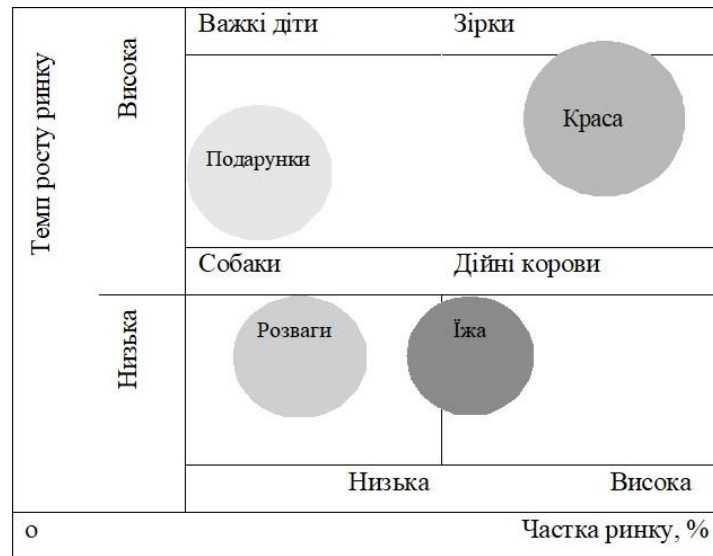 Темп росту ринку
Висока
Важкі діти
Зірки
Подарунки
Краса
Низька
Собаки
Дійні корови
Розваги
Їжа
Низька
Висока
о
Частка ринку, %